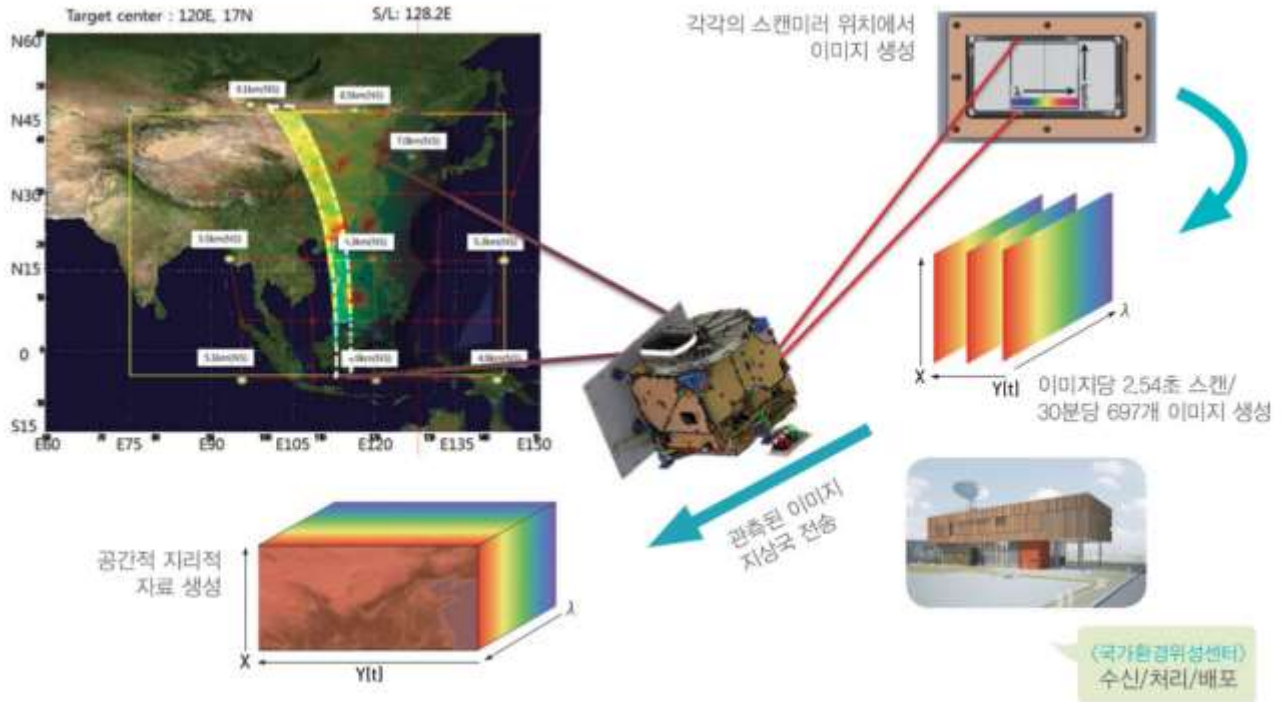 Target center : 120E, 17N
S/L: 128.2E
각각의 스캔미러 위치에서
이미지 생성
N60
N45
N30
N15
0
S15
E60
E75
E90
E105
E120
E135
E150
λ
X
Y(t)
λ
이미지당 2.54초 스캔/
30분당 697개 이미지 생성
관측된 이미지
지상국 전송
공간적 지리적
자료 생성
X
Y(t)
λ
〈국가환경위성센터〉
수신/처리/배포